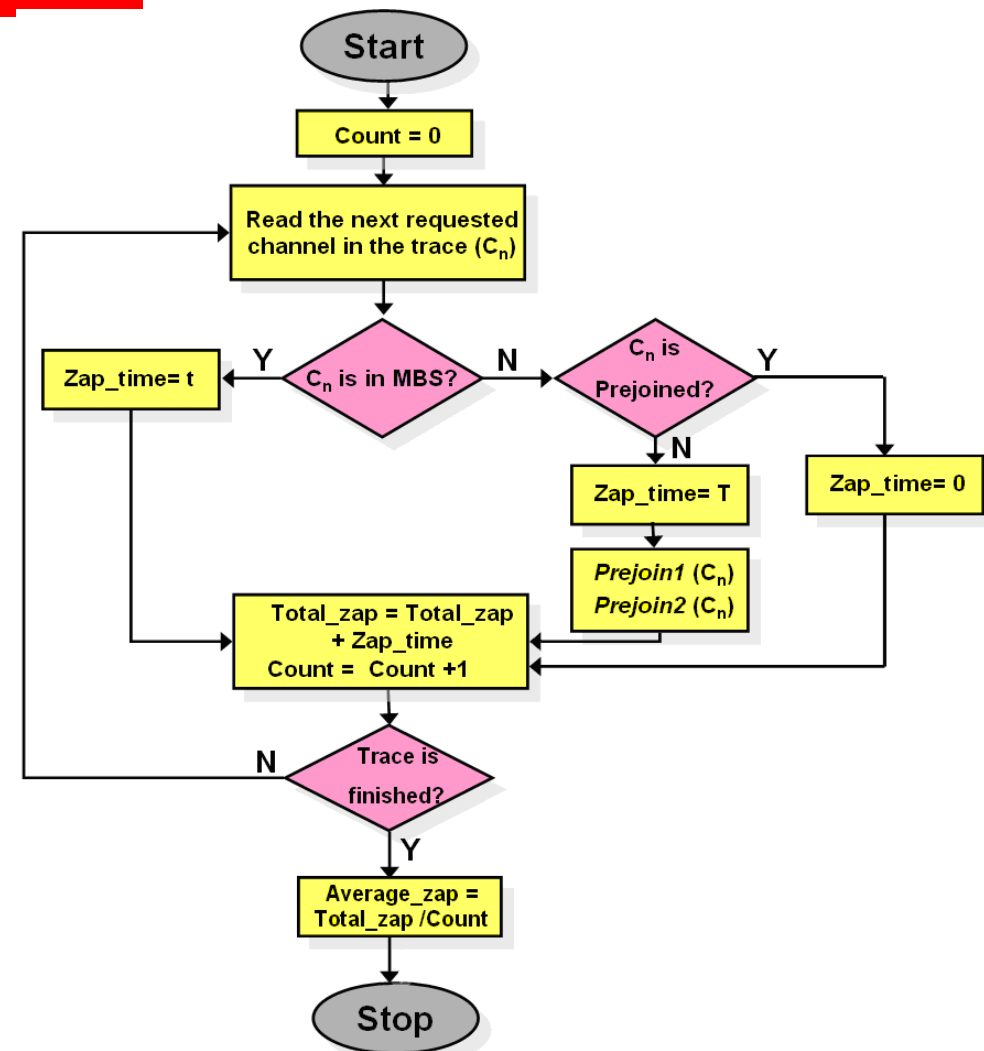 Start
Count = 0
Read the next requested
channel in the trace (Cn)
Y
Cn is in MBS?
N
Cn is
Prejoined?
Y
Zap_time= t
N
Zap_time= T
Zap_time= 0
Prejoin1 (Cn)
Prejoin2 (Cn)
Total_zap = Total_zap
+ Zap_time
Count = Count +1
N
Trace is
finished?
Y
Average_zap =
Total_zap /Count
Stop